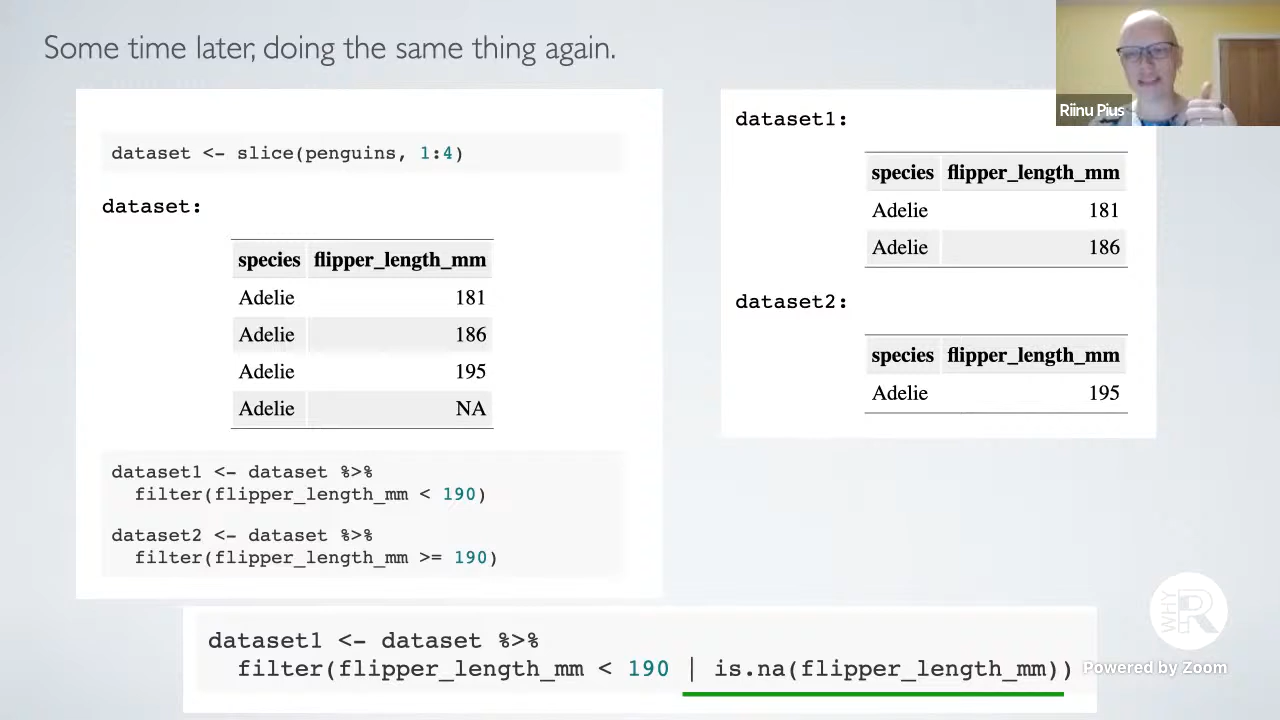 Some time later, doing the same thing again.
dataset <- slice(penguins, 1:4)
dataset:
species flipper_length_mm
Adelie 181
Adelie 186
Adelie 195
Adelie NA
dataset1 <- dataset %>%
filter(flipper_length_mm < 190)
dataset2 <- dataset %>%
filter(flipper_length_mm >= 190)
dataset1:
species flipper_length_mm
Adelie 181
Adelie 186
dataset2:
species flipper_length_mm
Adelie 195
dataset1 <- dataset %>%
filter(flipper_length_mm < 190 | is.na(flipper_length_mm))
Riinu Pius
WHY R
Powered by Zoom